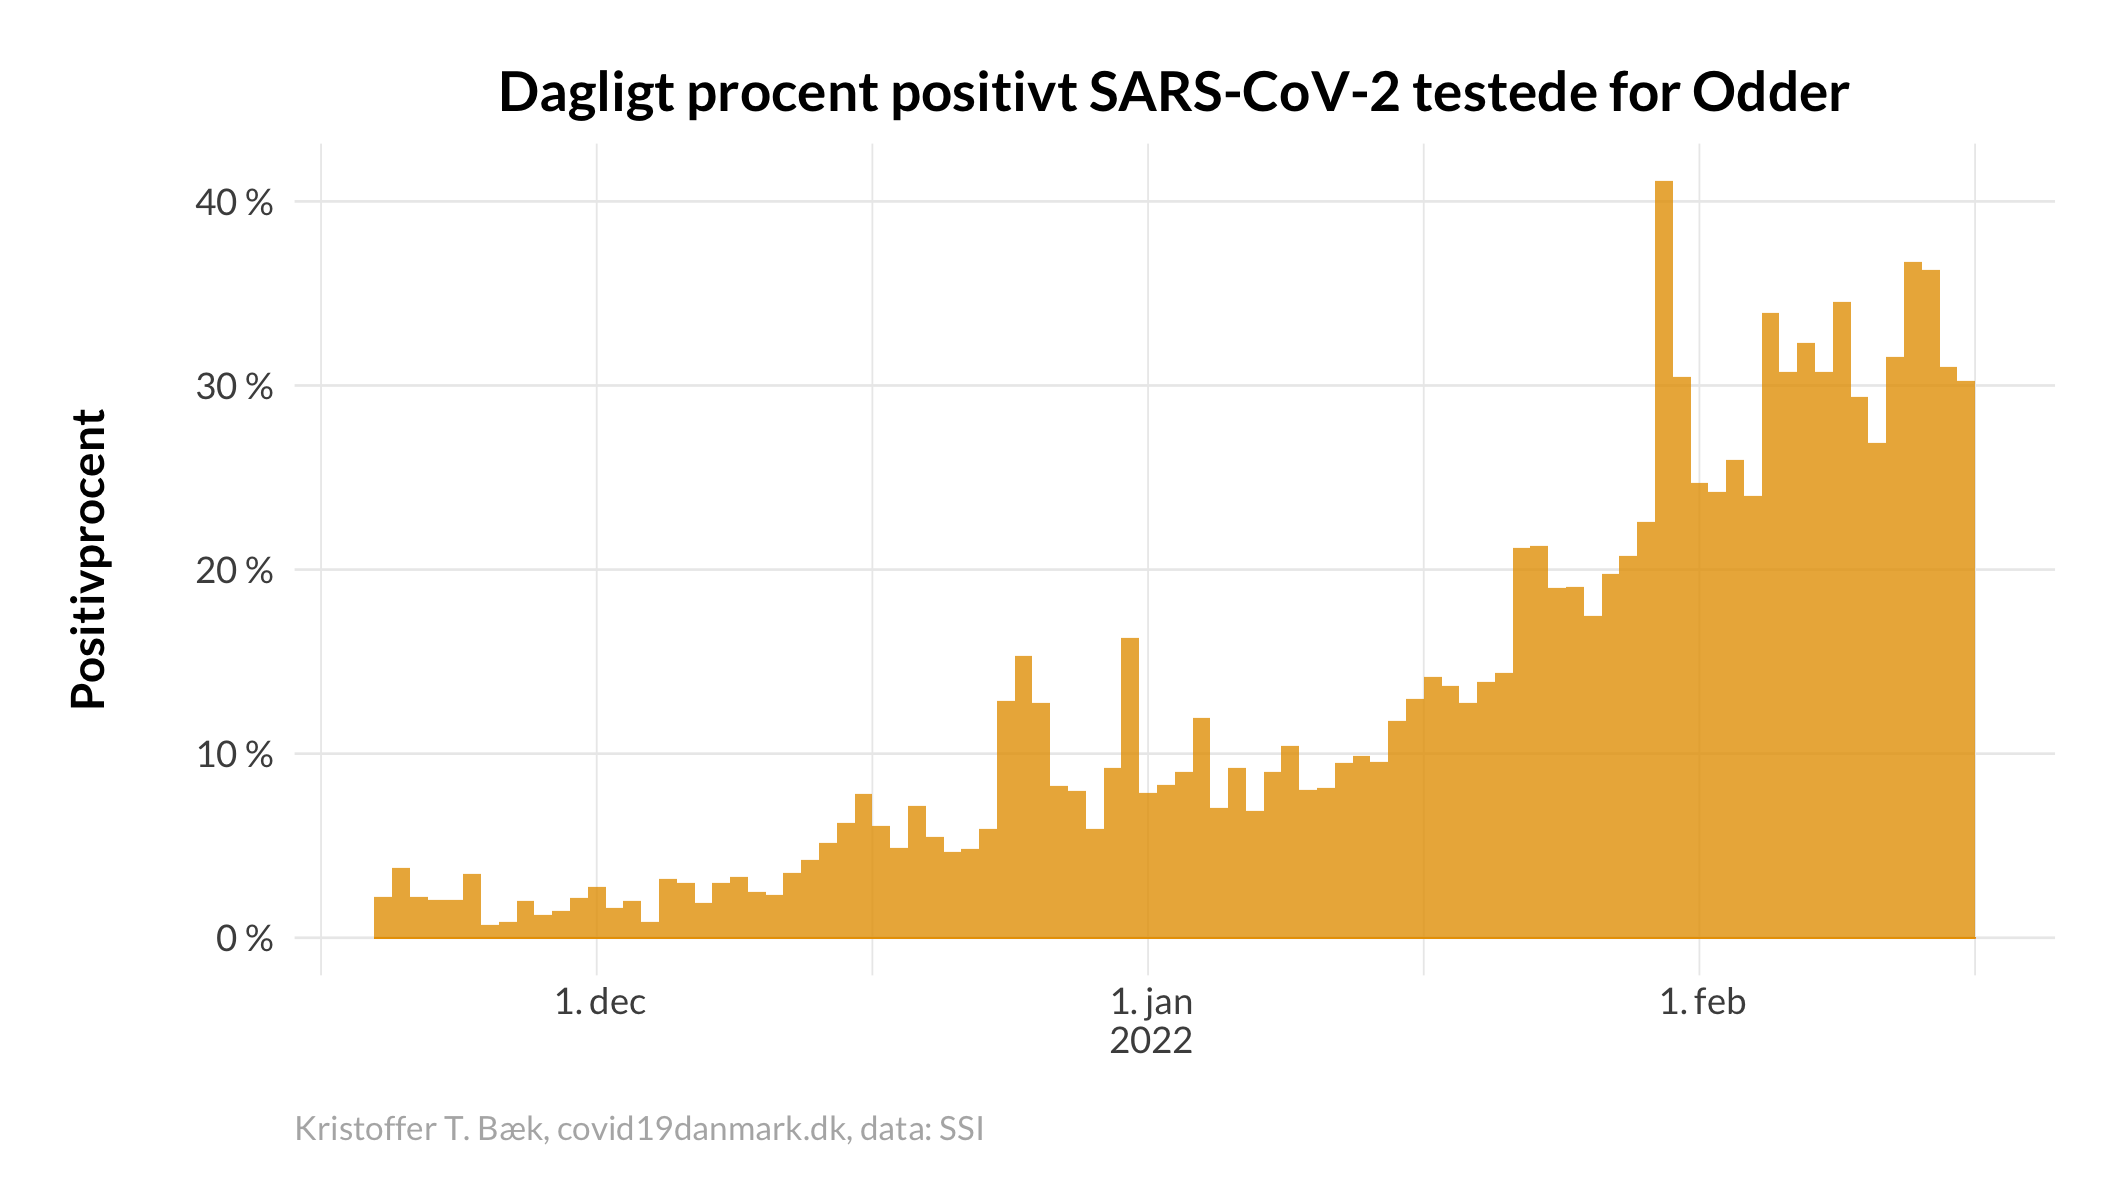 Dagligt procent positivt SARS-CoV-2 testede for Odder
Positivprocent
40 %
30 %
20 %
10 %
0 %
1. dec
1. jan
2022
1. feb
Kristoffer T. Bæk, covid19danmark.dk, data: SSI